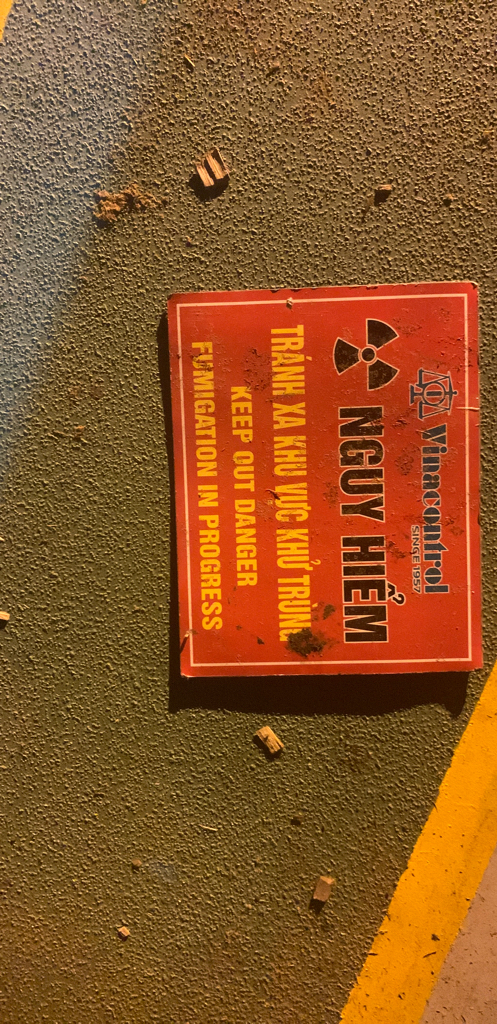 Vinacontrol
SINCE 1957
NGUY HIỂM
TRÁNH XA KHU VỰC KHỬ TRÙNG
KEEP OUT DANGER
FUMIGATION IN PROGRESS